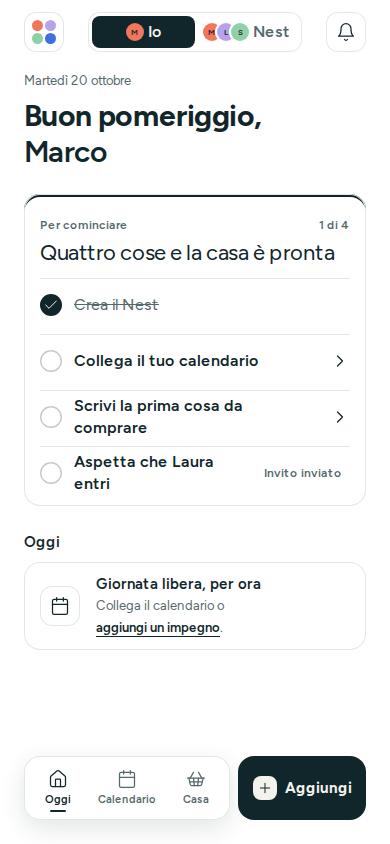 M Io M L S Nest
Martedì 20 ottobre
Buon pomeriggio,
Marco
Per cominciare 1 di 4
Quattro cose e la casa è pronta
Crea il Nest
Collega il tuo calendario
Scrivi la prima cosa da
comprare
Aspetta che Laura
entri
Invito inviato
Oggi
Giornata libera, per ora
Collega il calendario o
aggiungi un impegno.
Oggi Calendario Casa Aggiungi